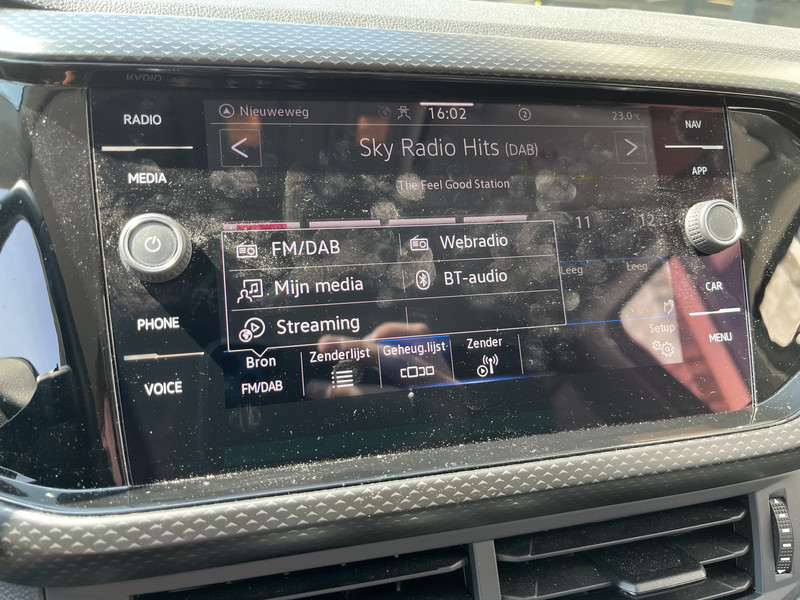 RADIO
RADIO
MEDIA
PHONE
VOICE
Nieuweweg
16:02
2
23.0°C
Sky Radio Hits (DAB)
The Feel Good Station
11
12
FM/DAB
Webradio
Mijn media
BT-audio
Streaming
Leeg
Leeg
Bron
FM/DAB
Zenderlijst
Geheug.lijst
Zender
Setup
NAV
APP
CAR
MENU